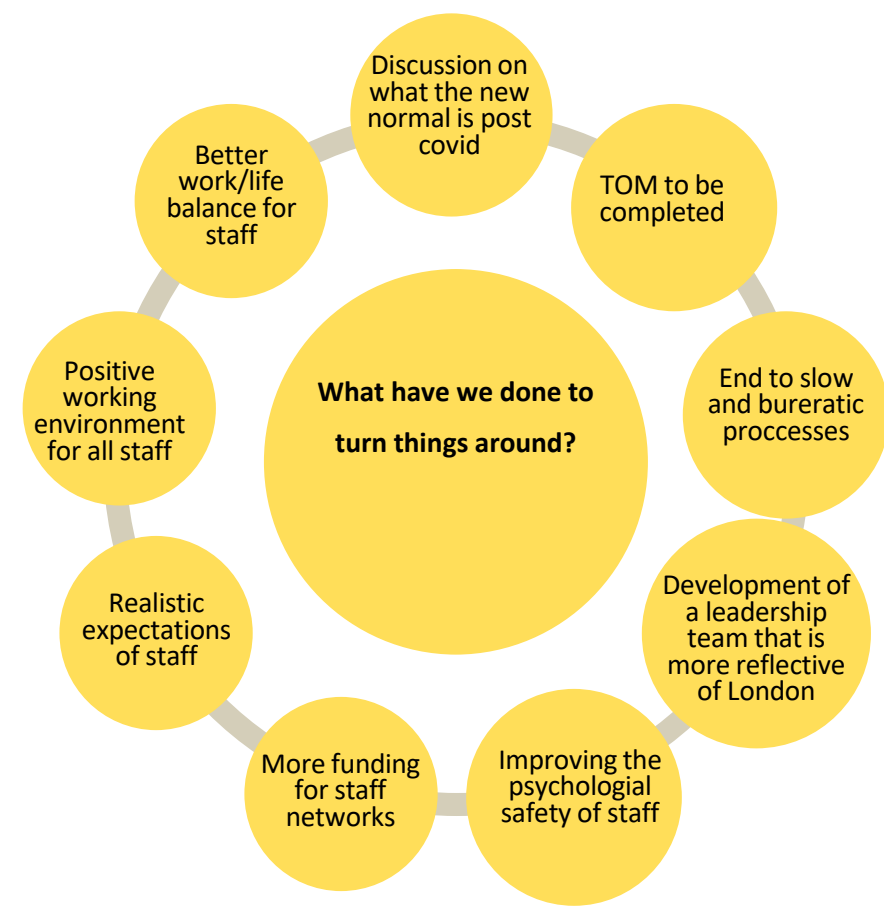 Discussion on
what the new
normal is post
covid
TOM to be
completed
End to slow
and bureratic
proccesses
Development of
a leadership
team that is
more reflective
of London
Improving the
psychologial
safety of staff
More funding
for staff
networks
Realistic
expectations
of staff
Positive
working
environment
for all staff
Better
work/life
balance for
staff
What have we done to
turn things around?